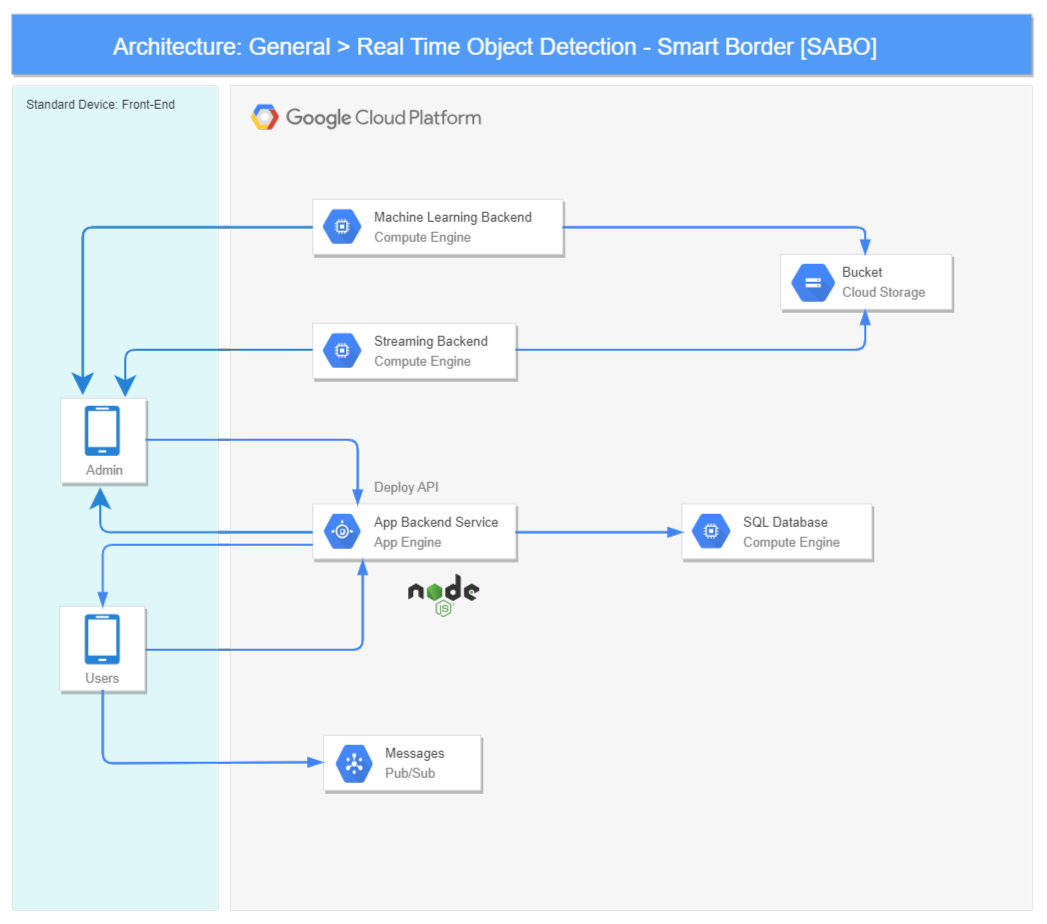 Architecture: General > Real Time Object Detection - Smart Border [SABO]
Standard Device: Front-End
Google Cloud Platform
Machine Learning Backend
Compute Engine
Bucket
Cloud Storage
Streaming Backend
Compute Engine
Admin
Deploy API
App Backend Service
App Engine
SQL Database
Compute Engine
node
JS
Users
Messages
Pub/Sub